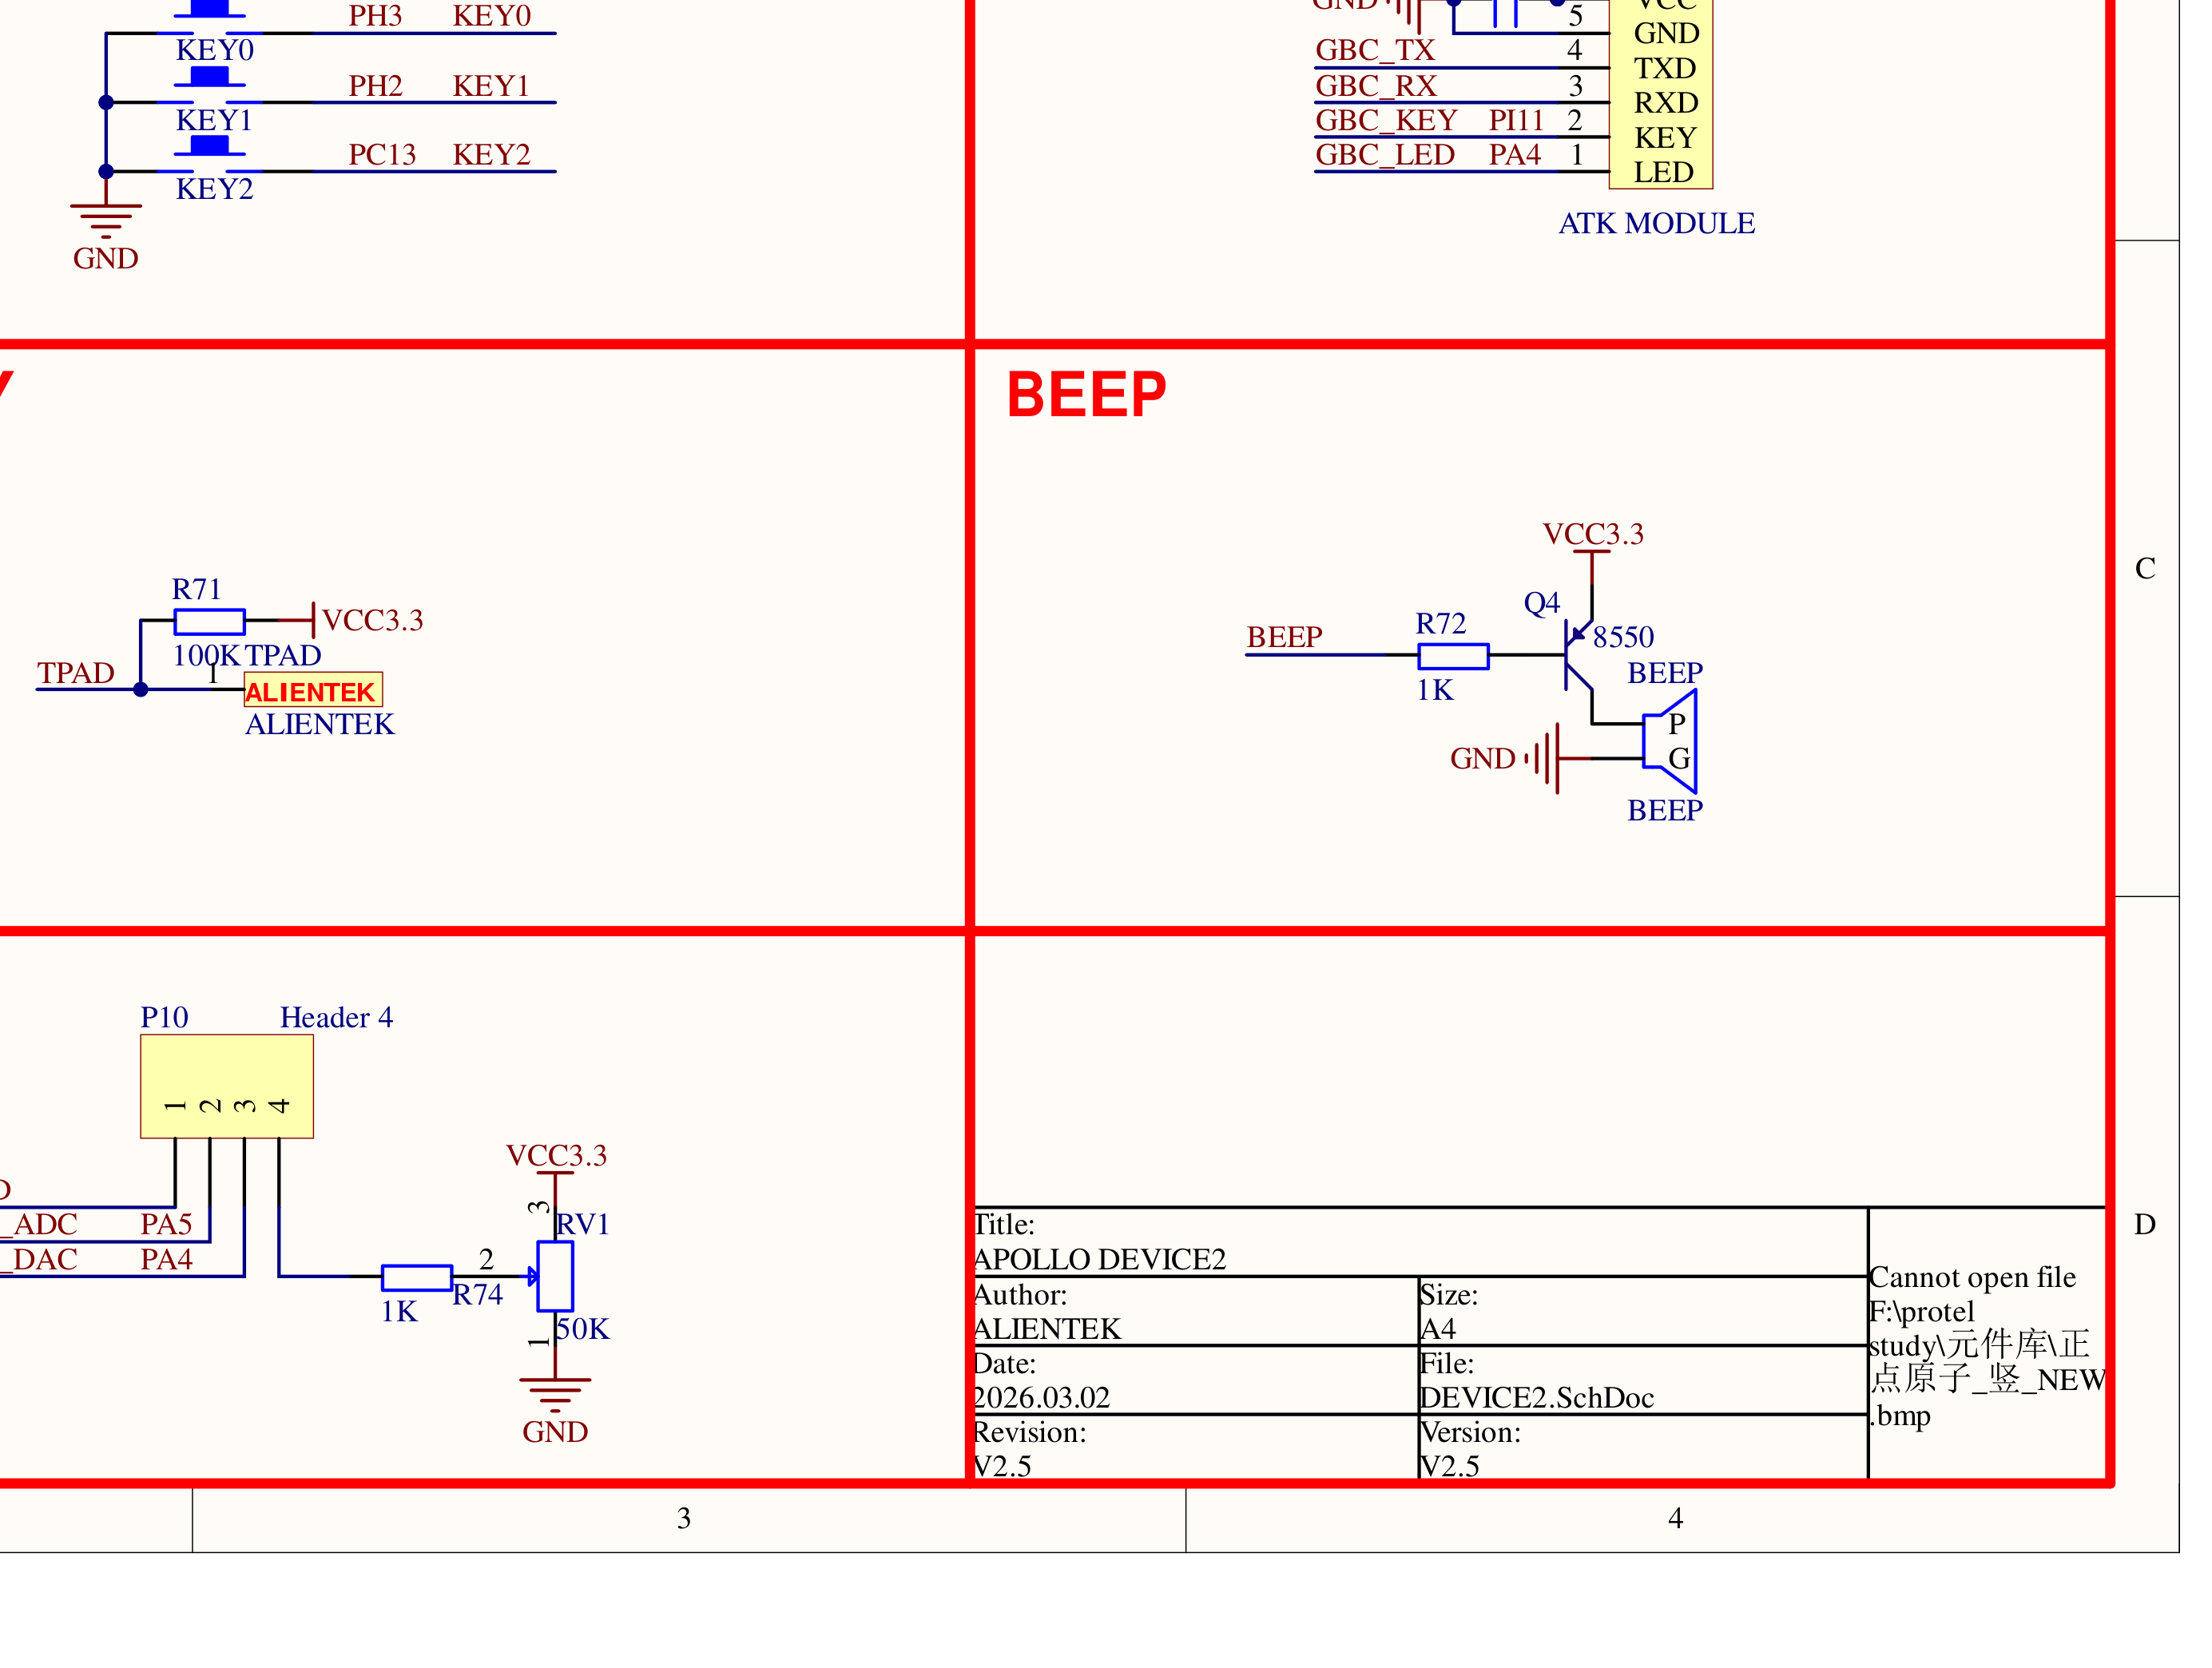 PH3 KEY0
KEY0
PH2 KEY1
KEY1
PC13 KEY2
KEY2
GND
GND
VCC
5
GND
GBC_TX
4
TXD
GBC_RX
3
RXD
GBC_KEY PI11 2
KEY
GBC_LED PA4 1
LED
ATK MODULE
Y
BEEP
R71
VCC3.3
100K TPAD
TPAD
1
ALIENTEK
ALIENTEK
VCC3.3
Q4
R72
BEEP
8550
1K
BEEP
P
GND
G
BEEP
C
P10 Header 4
1 2 3 4
VCC3.3
D
3
_ADC PA5
RV1
_DAC PA4
2
1K
R74
50K
1
GND
Title:
APOLLO DEVICE2
Author:
ALIENTEK
Size:
A4
Date:
2026.03.02
File:
DEVICE2.SchDoc
Revision:
V2.5
Version:
V2.5
Cannot open file
F:\protel
study\元件库\正
点原子_竖_NEW
.bmp
D
3
4